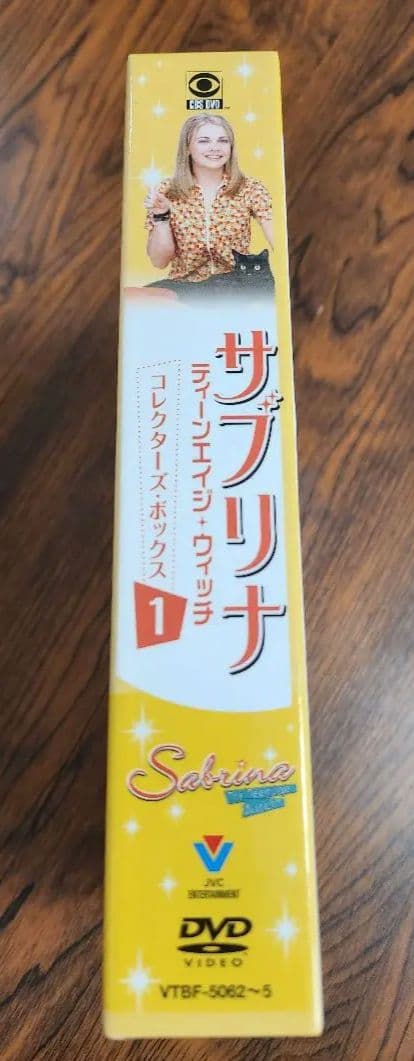 CBS DVD
サブリナ
ティーンエイジ・ウィッチ
コレクターズ・ボックス
1
Sabrina
JVC
ENTERTAINMENT
DVD
VIDEO
VTBF-5062〜5